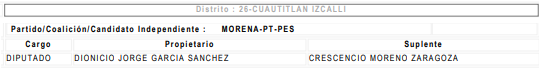 Distrito : 26-CUAUTITLAN IZCALLI
Partido/Coalición/Candidato Independiente : MORENA-PT-PES
Cargo Propietario Suplente
DIPUTADO DIONICIO JORGE GARCIA SANCHEZ CRESCENCIO MORENO ZARAGOZA